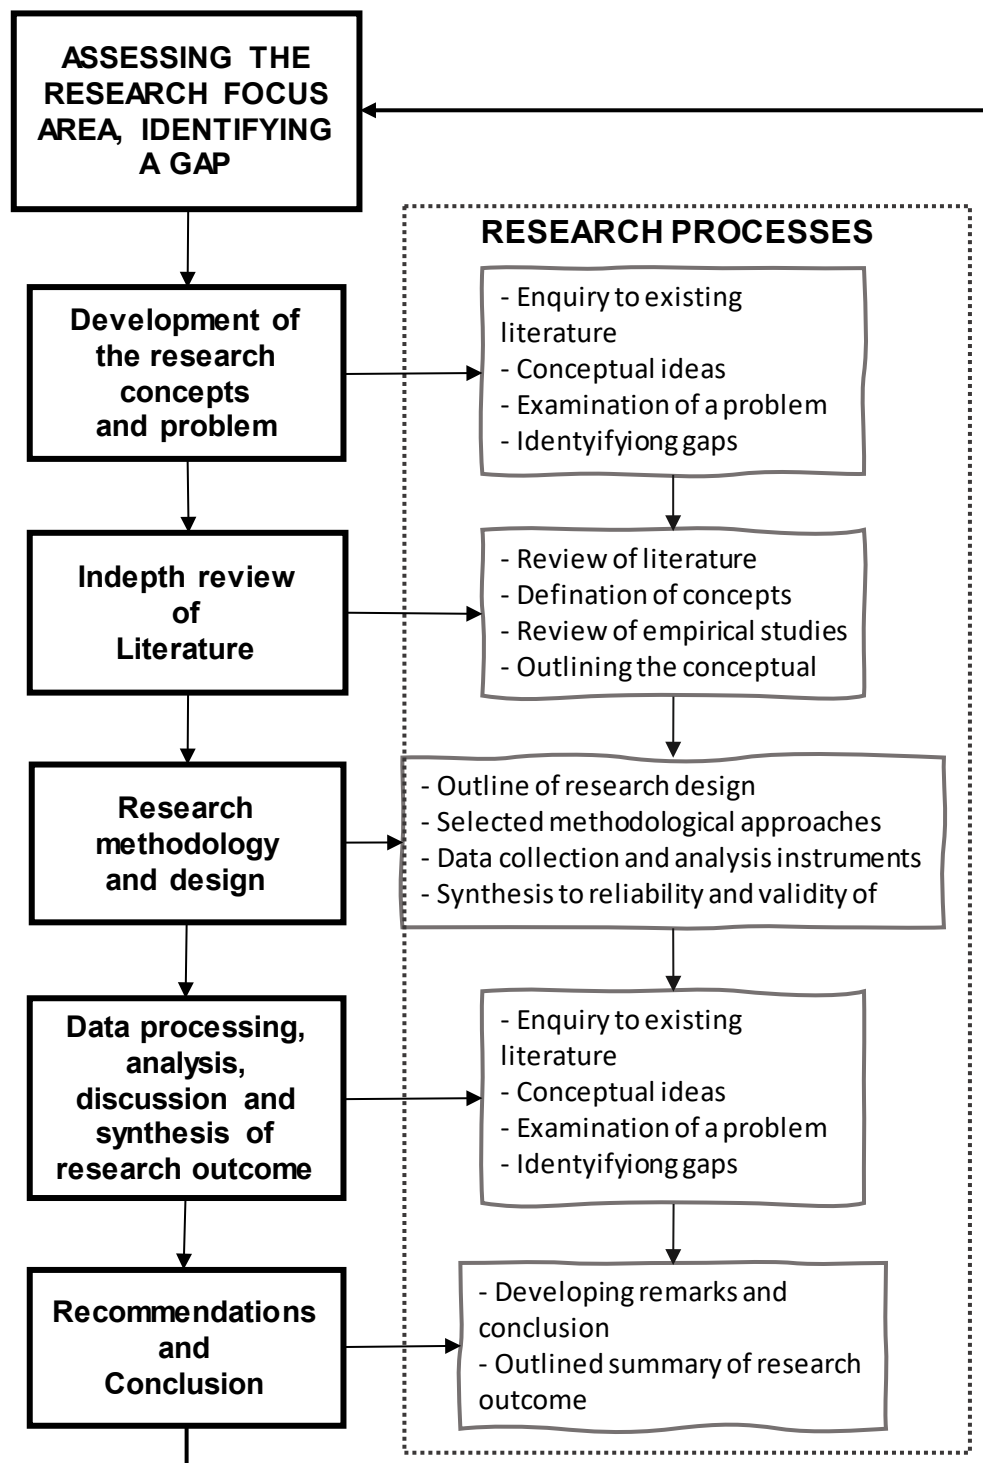 ASSESSING THE
RESEARCH FOCUS
AREA, IDENTIFYING
A GAP
RESEARCH PROCESSES
Development of
the research
concepts
and problem
- Enquiry to existing
literature
- Conceptual ideas
- Examination of a problem
- Identyifyiong gaps
Indepth review
of
Literature
- Review of literature
- Defination of concepts
- Review of empirical studies
- Outlining the conceptual
Research
methodology
and design
- Outline of research design
- Selected methodological approaches
- Data collection and analysis instruments
- Synthesis to reliability and validity of
Data processing,
analysis,
discussion and
synthesis of
research outcome
- Enquiry to existing
literature
- Conceptual ideas
- Examination of a problem
- Identyifyiong gaps
Recommendations
and
Conclusion
- Developing remarks and
conclusion
- Outlined summary of research
outcome